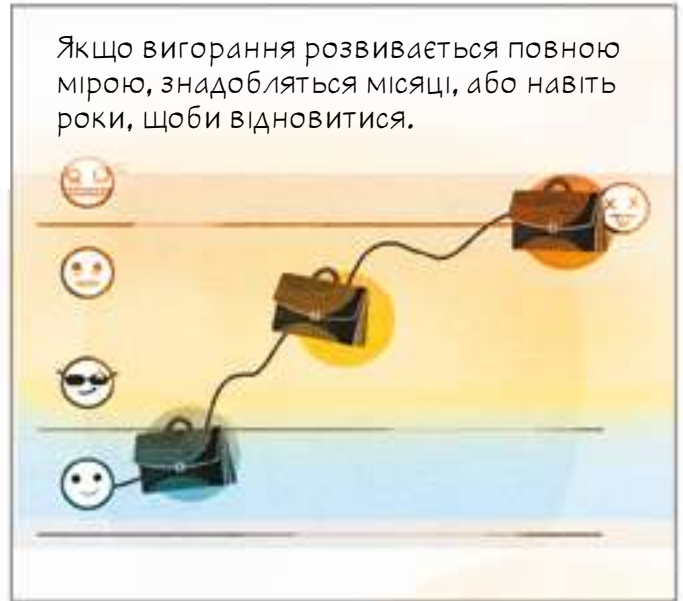 Якщо вигорання розвивається повною
мірою, знадобляться місяці, або навіть
роки, щоби відновитися.